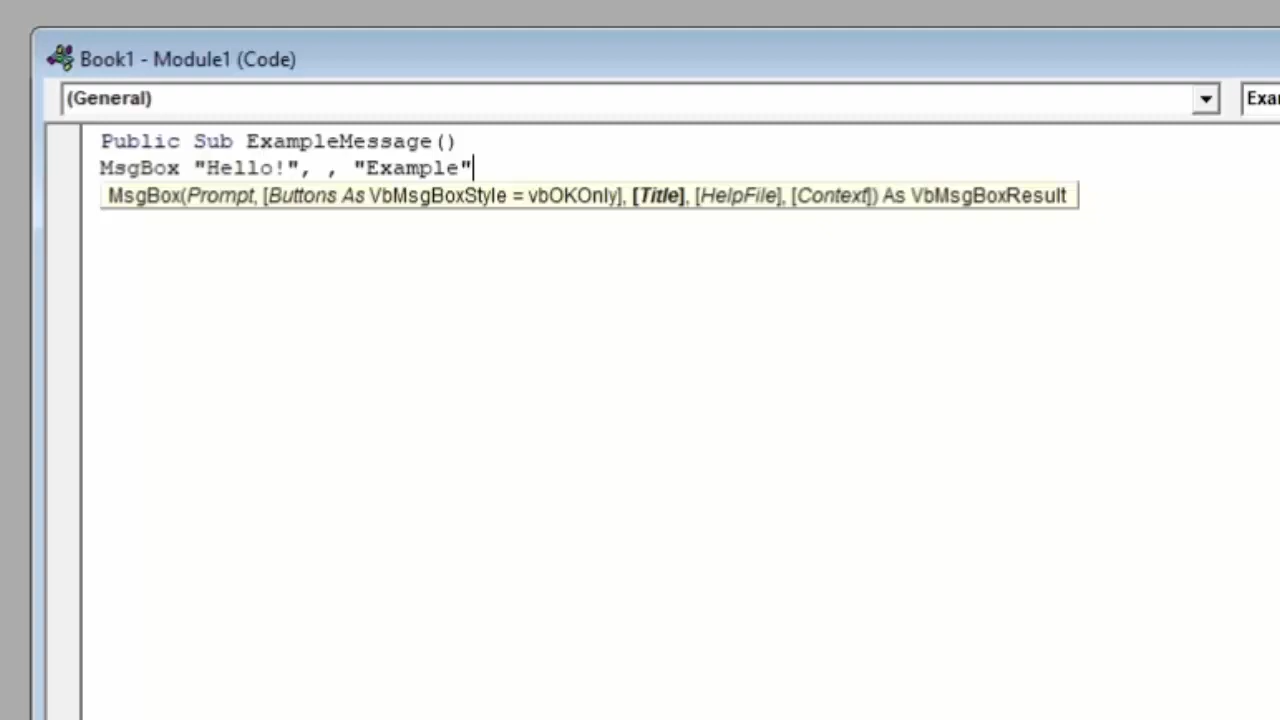 Book1 - Module1 (Code)
(General)
Public Sub ExampleMessage()
MsgBox "Hello!", , "Example"
MsgBox(Prompt, [Buttons As VbMsgBoxStyle = vbOKOnly], [Title], [HelpFile], [Context]) As VbMsgBoxResult